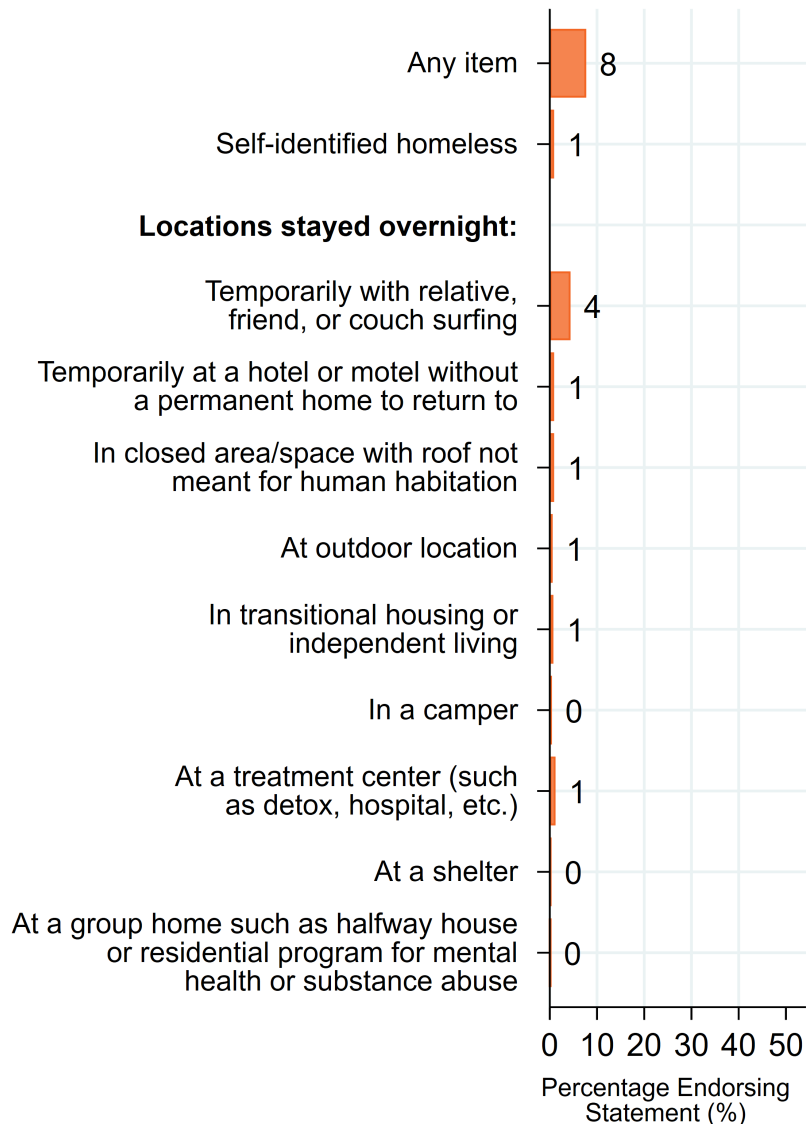 Any item
8
Self-identified homeless
1
Locations stayed overnight:
Temporarily with relative,
friend, or couch surfing
4
Temporarily at a hotel or motel without
a permanent home to return to
1
In closed area/space with roof not
meant for human habitation
1
At outdoor location
1
In transitional housing or
independent living
1
In a camper
0
At a treatment center (such
as detox, hospital, etc.)
1
At a shelter
0
At a group home such as halfway house
or residential program for mental
health or substance abuse
0
0 10 20 30 40 50
Percentage Endorsing
Statement (%)